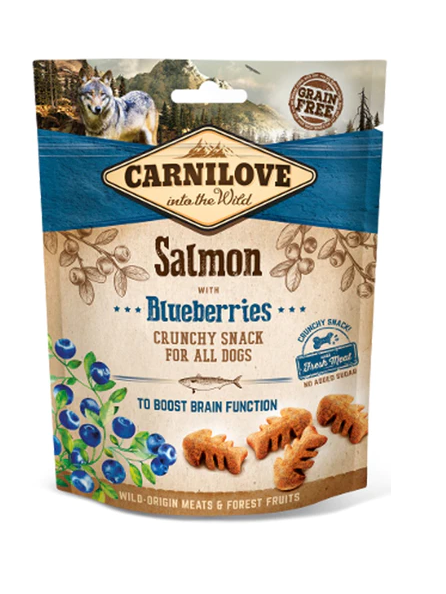 GRAIN
FREE
CARNILOVE
into the Wild
Salmon
WITH
Blueberries
CRUNCHY SNACK
FOR ALL DOGS
CRUNCHY SNACK!
WITH
Fresh Meat
NO ADDED SUGAR
TO BOOST BRAIN FUNCTION
WILD-ORIGIN MEATS & FOREST FRUITS